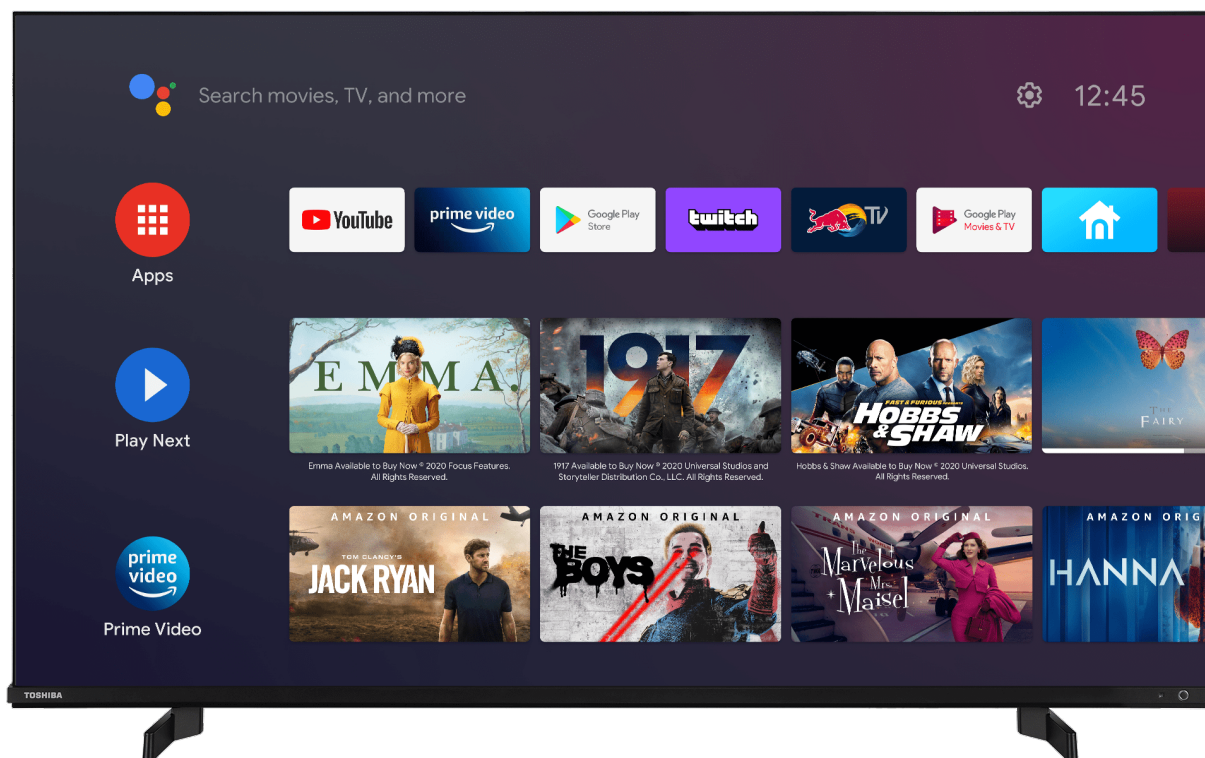 Search movies, TV, and more
12:45
YouTube
prime video
Google Play
Store
twitch
TV
Google Play
Movies & TV
Apps
EMMA.
1917
FAST & FURIOUS PRESENTS
HOBBS
& SHAW
THE
FAIRY
Play Next
Emma Available to Buy Now © 2020 Focus Features.
All Rights Reserved.
1917 Available to Buy Now © 2020 Universal Studios and
Storyteller Distribution Co., LLC. All Rights Reserved.
Hobbs & Shaw Available to Buy Now © 2020 Universal Studios.
All Rights Reserved.
AMAZON ORIGINAL
TOM CLANCY'S
JACK RYAN
AMAZON ORIGINAL
THE
BOYS
AMAZON ORIGINAL
The
Marvelous
Mrs.
Maisel
AMAZON ORIG
HANNA
prime
video
Prime Video
TOSHIBA